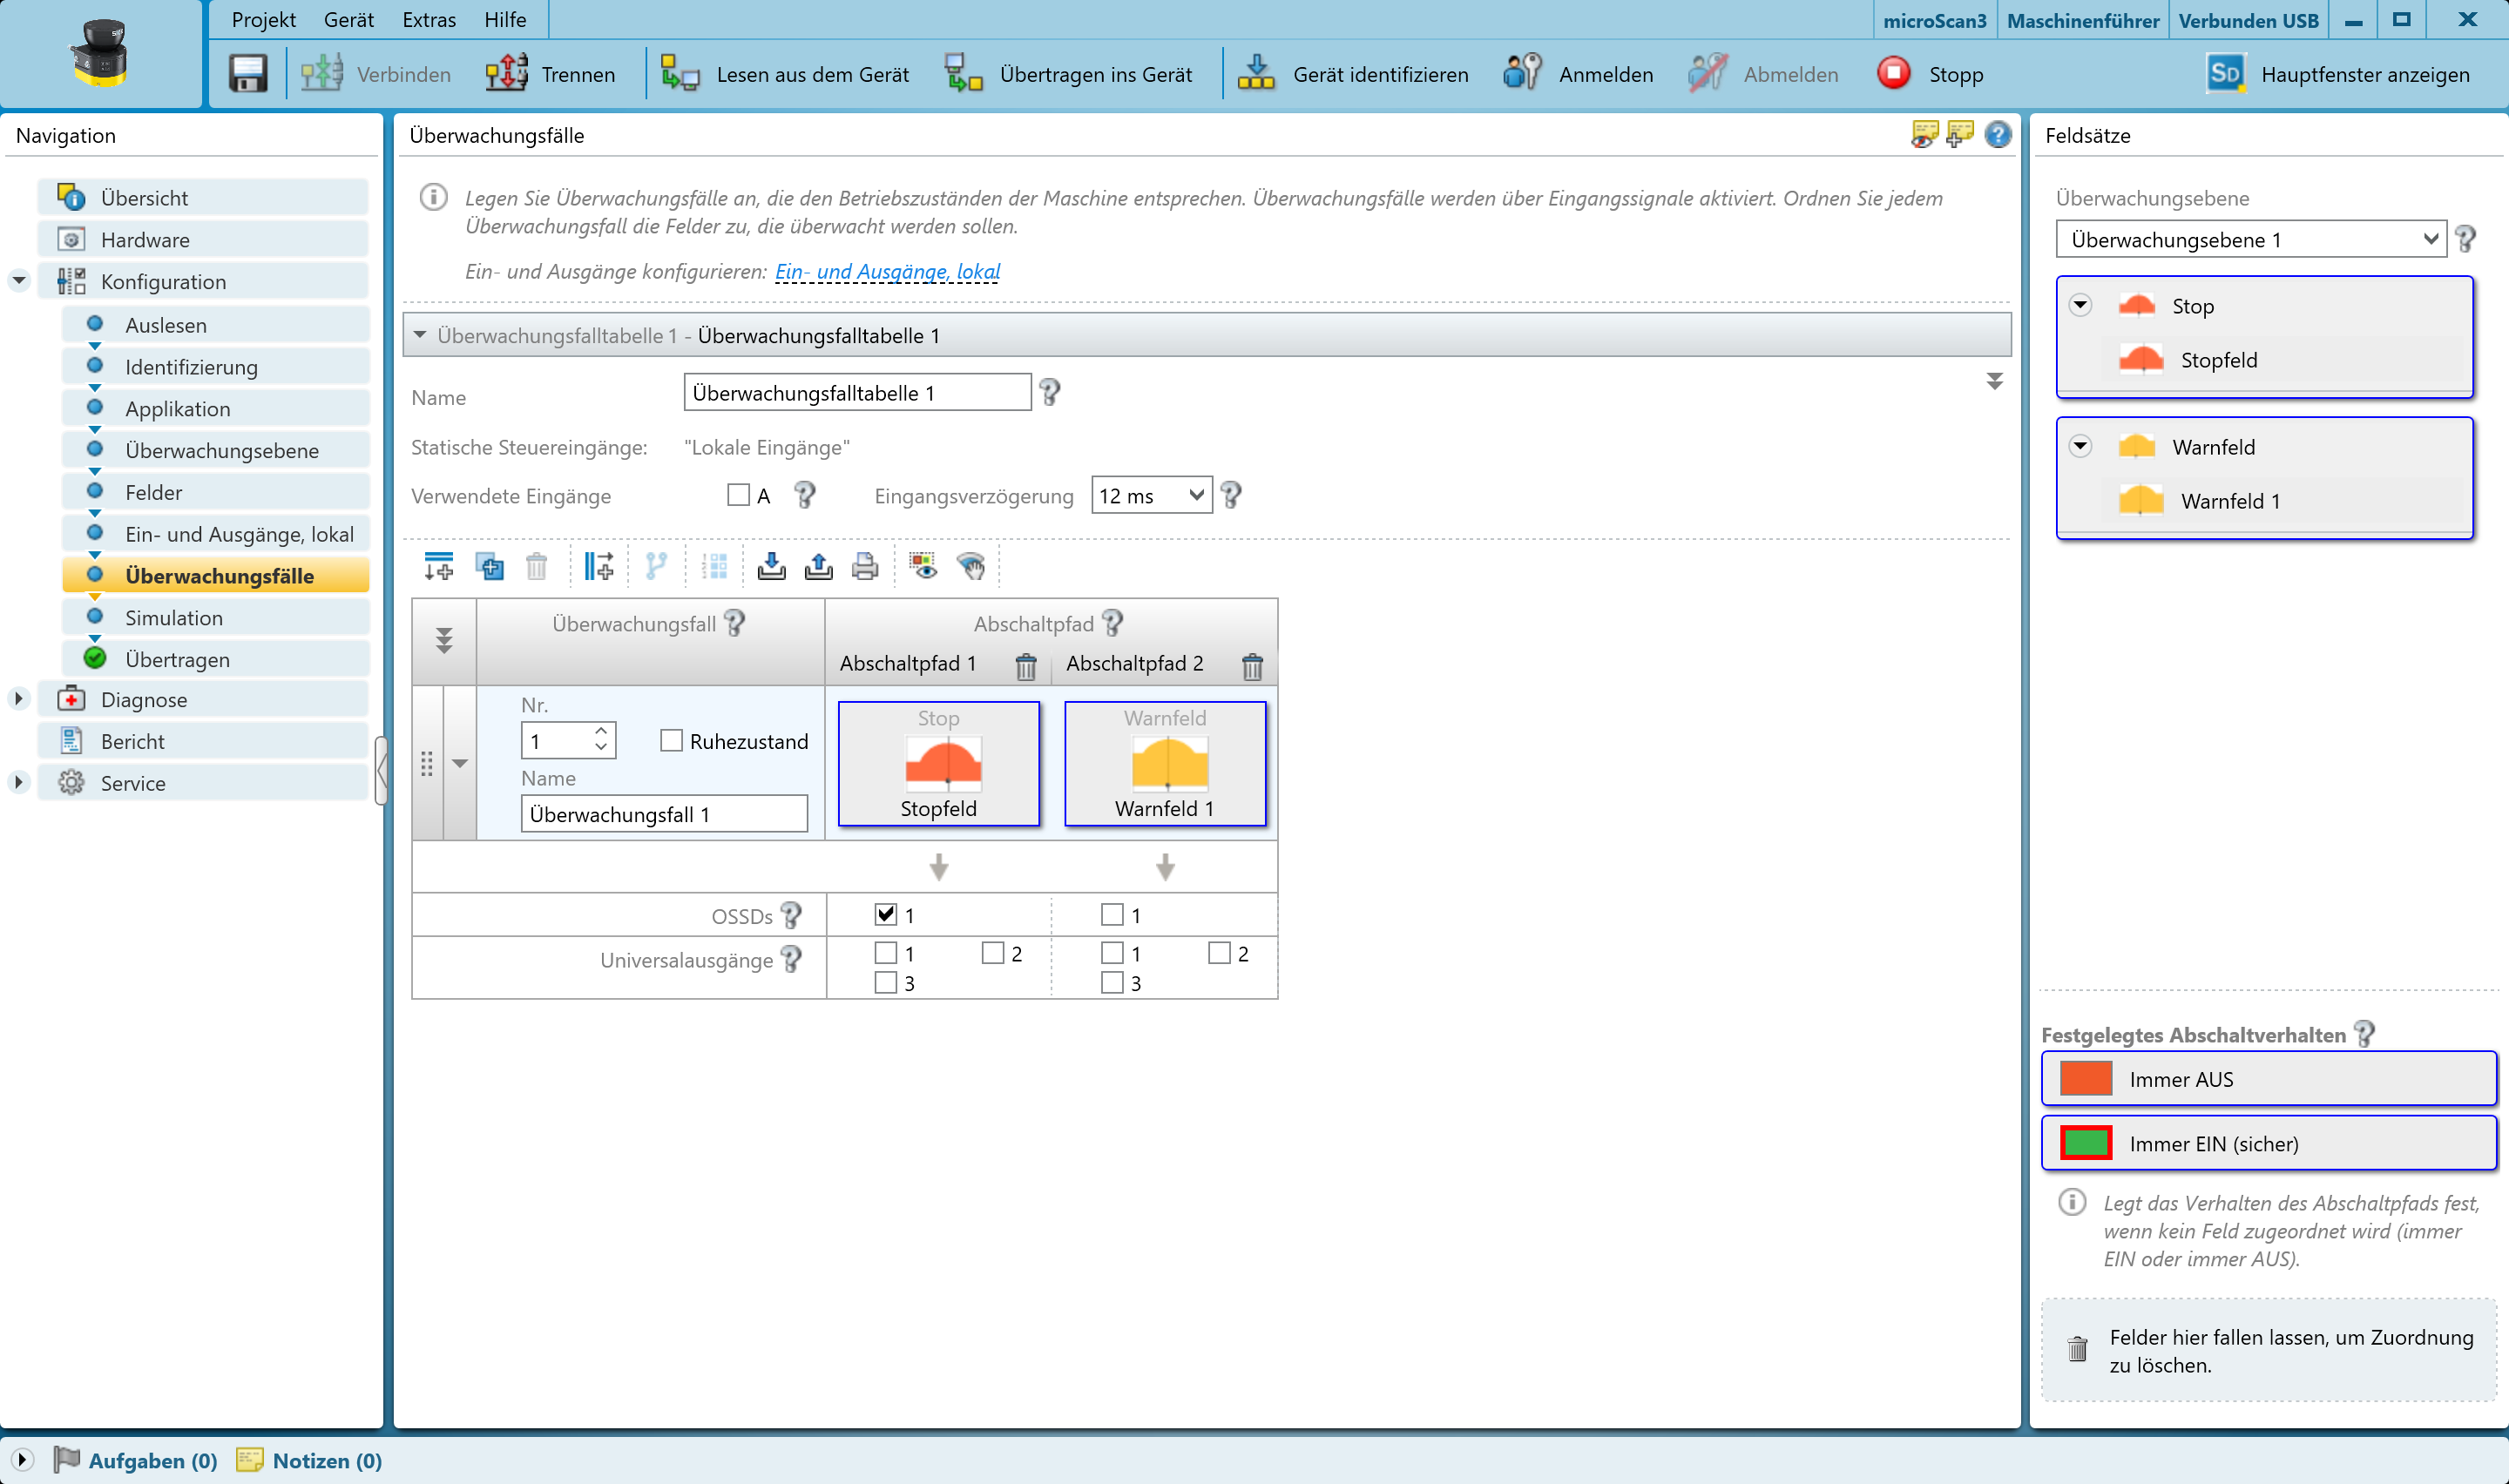 Projekt Gerät Extras Hilfe
microScan3 Maschinenführer Verbunden USB
Verbinden Trennen Lesen aus dem Gerät Übertragen ins Gerät Gerät identifizieren Anmelden Abmelden Stopp SD Hauptfenster anzeigen
Navigation
Übersicht
Hardware
Konfiguration
Auslesen
Identifizierung
Applikation
Überwachungsebene
Felder
Ein- und Ausgänge, lokal
Überwachungsfälle
Simulation
Übertragen
Diagnose
Bericht
Service
Überwachungsfälle
Legen Sie Überwachungsfälle an, die den Betriebszuständen der Maschine entsprechen. Überwachungsfälle werden über Eingangssignale aktiviert. Ordnen Sie jedem
Überwachungsfall die Felder zu, die überwacht werden sollen.
Ein- und Ausgänge konfigurieren: Ein- und Ausgänge, lokal
Überwachungsfalltabelle 1 - Überwachungsfalltabelle 1
Name Überwachungsfalltabelle 1
Statische Steuereingänge: "Lokale Eingänge"
Verwendete Eingänge A Eingangsverzögerung 12 ms
Überwachungsfall Abschaltpfad
Abschaltpfad 1 Abschaltpfad 2
Nr.
1 Ruhezustand
Name
Überwachungsfall 1
Stop
Stopfeld
Warnfeld
Warnfeld 1
OSSDs 1 1
Universalausgänge 1 2 1 2
3 3
Feldsätze
Überwachungsebene
Überwachungsebene 1
Stop
Stopfeld
Warnfeld
Warnfeld 1
Festgelegtes Abschaltverhalten
Immer AUS
Immer EIN (sicher)
Legt das Verhalten des Abschaltpfads fest,
wenn kein Feld zugeordnet wird (immer
EIN oder immer AUS).
Felder hier fallen lassen, um Zuordnung
zu löschen.
Aufgaben (0) Notizen (0)